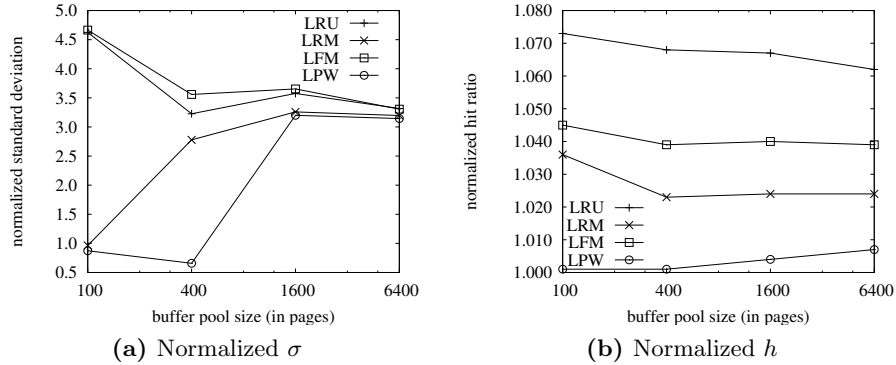 normalized standard deviation
5.0
4.5
4.0
3.5
3.0
2.5
2.0
1.5
1.0
0.5
LRU
LRM
LFM
LPW
100 400 1600 6400
buffer pool size (in pages)
(a) Normalized σ
normalized hit ratio
1.080
1.070
1.060
1.050
1.040
1.030
1.020
1.010
1.000
LRU
LRM
LFM
LPW
100 400 1600 6400
buffer pool size (in pages)
(b) Normalized h